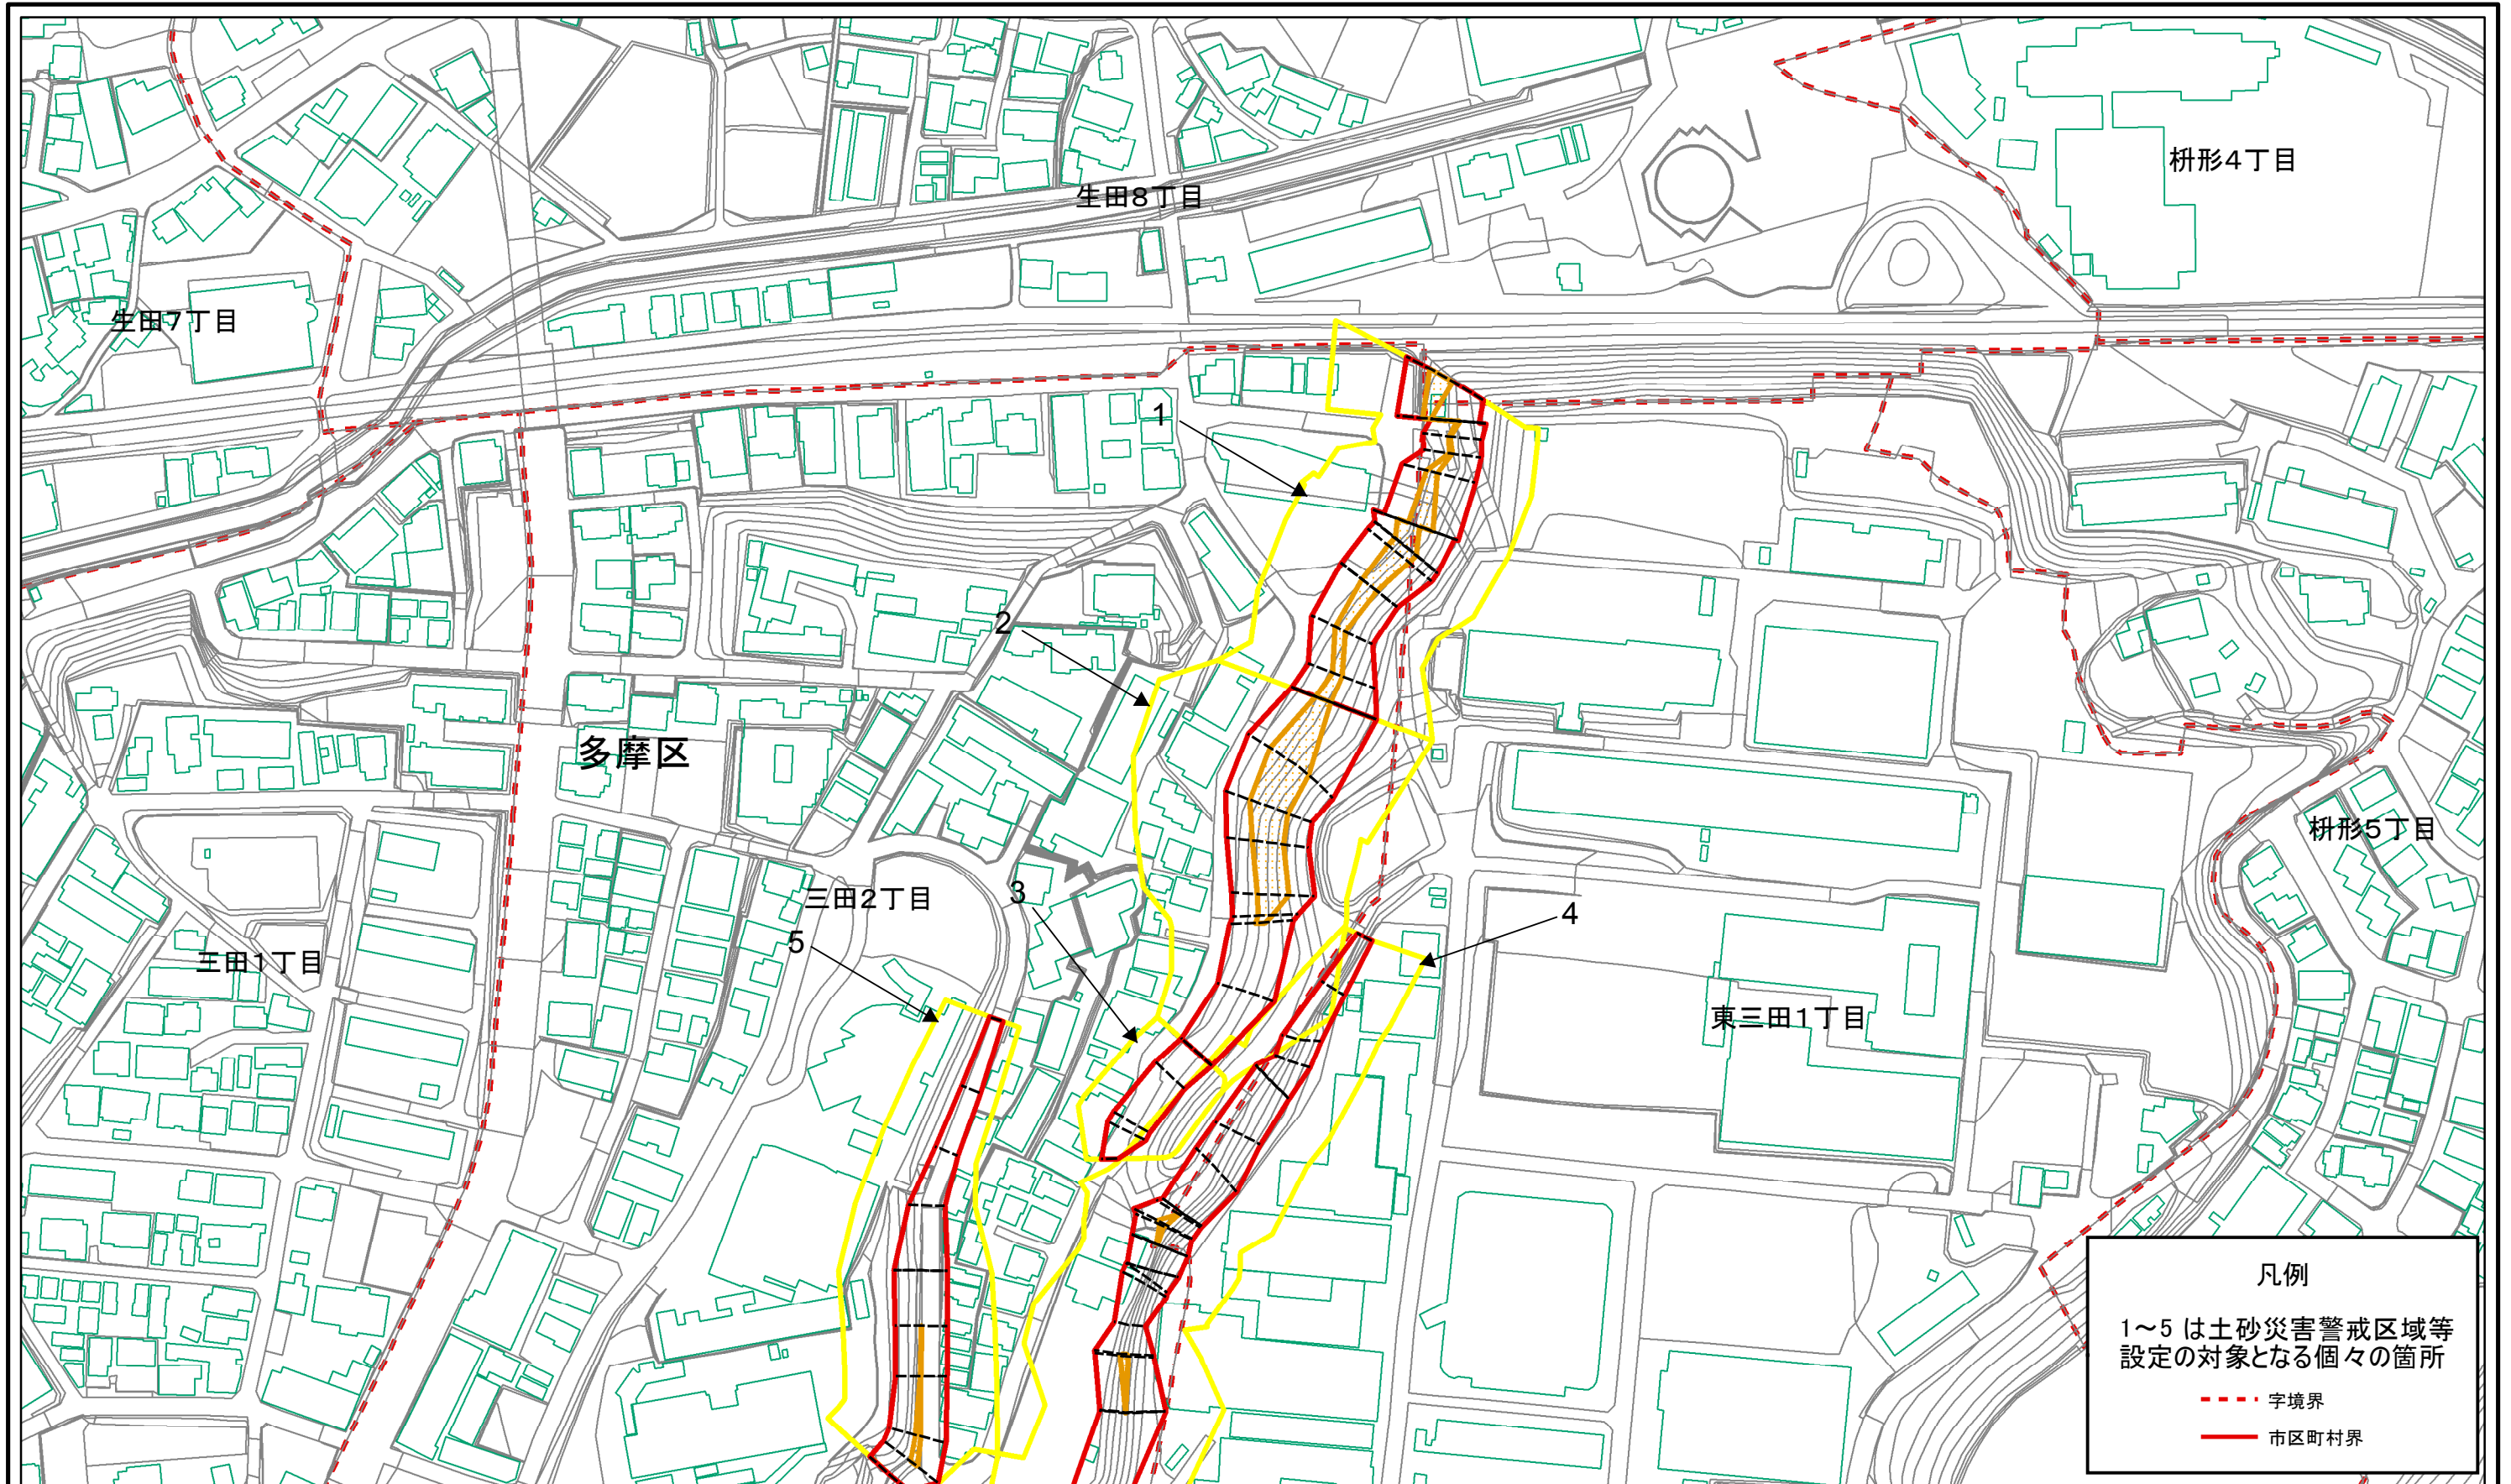 枡形4丁目
生田8丁目
生田7丁目
1
2
多摩区
枡形5丁目
三田2丁目
3
4
5
三田1丁目
東三田1丁目
凡例
1～5 は土砂災害警戒区域等
設定の対象となる個々の箇所
字境界
市区町村界